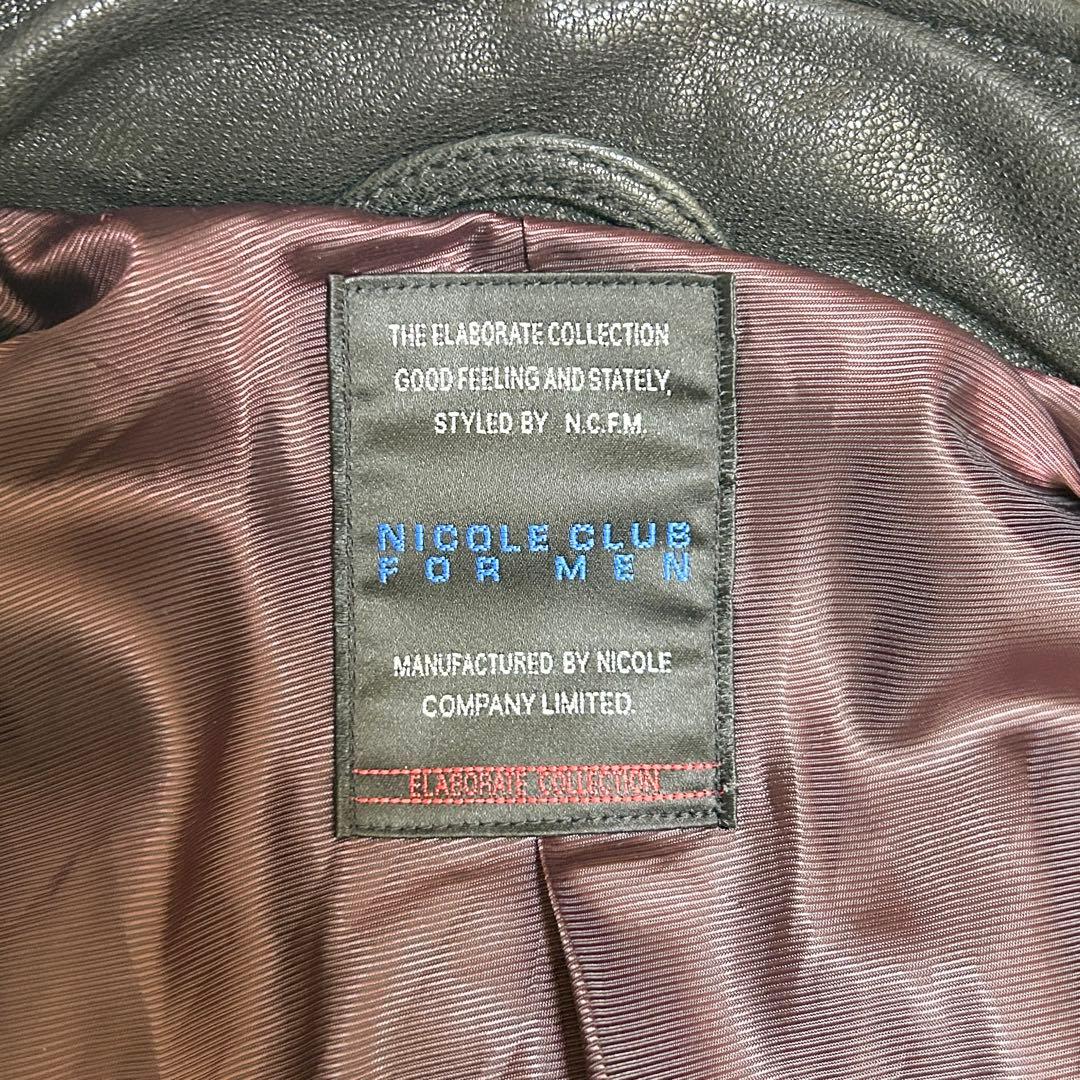 THE ELABORATE COLLECTION
GOOD FEELING AND STATELY,
STYLED BY N.C.F.M.
NICOLE CLUB
FOR MEN
MANUFACTURED BY NICOLE
COMPANY LIMITED.
ELABORATE COLLECTION